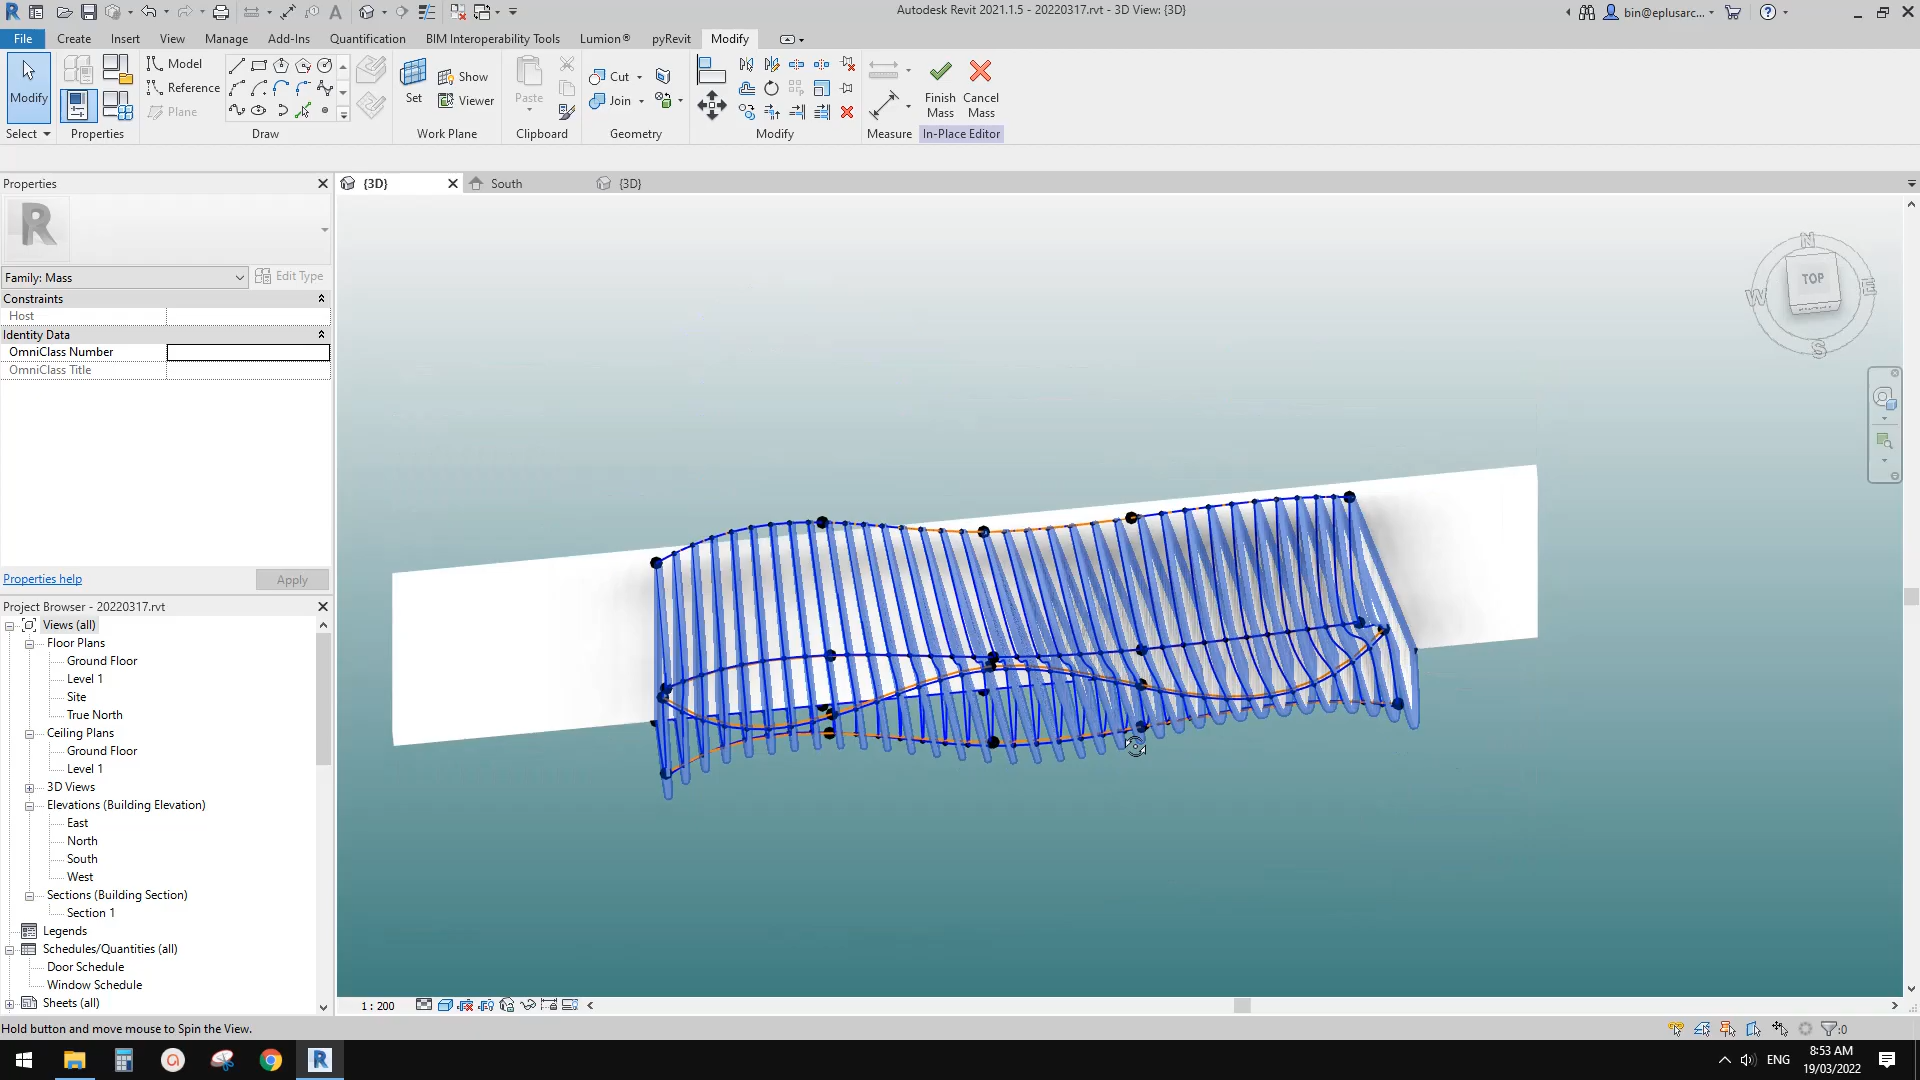 Autodesk Revit 2021.1.5 - 20220317.rvt - 3D View: {3D}
bin@eplusarc...
File Create Insert View Manage Add-Ins Quantification BIM Interoperability Tools Lumion® pyRevit Modify
Modify
Select
Properties
Model
Reference
Plane
Draw
Set
Show
Viewer
Work Plane
Paste
Clipboard
Cut
Join
Geometry
Modify
Measure
Finish Mass
Cancel Mass
In-Place Editor
Properties
{3D}
South
{3D}
R
Family: Mass
Edit Type
Constraints
Host
Identity Data
OmniClass Number
OmniClass Title
Properties help
Apply
Project Browser - 20220317.rvt
Views (all)
Floor Plans
Ground Floor
Level 1
Site
True North
Ceiling Plans
Ground Floor
Level 1
3D Views
Elevations (Building Elevation)
East
North
South
West
Sections (Building Section)
Section 1
Legends
Schedules/Quantities (all)
Door Schedule
Window Schedule
Sheets (all)
N
W
TOP
E
S
1 : 200
Hold button and move mouse to Spin the View.
:0
ENG
8:53 AM
19/03/2022